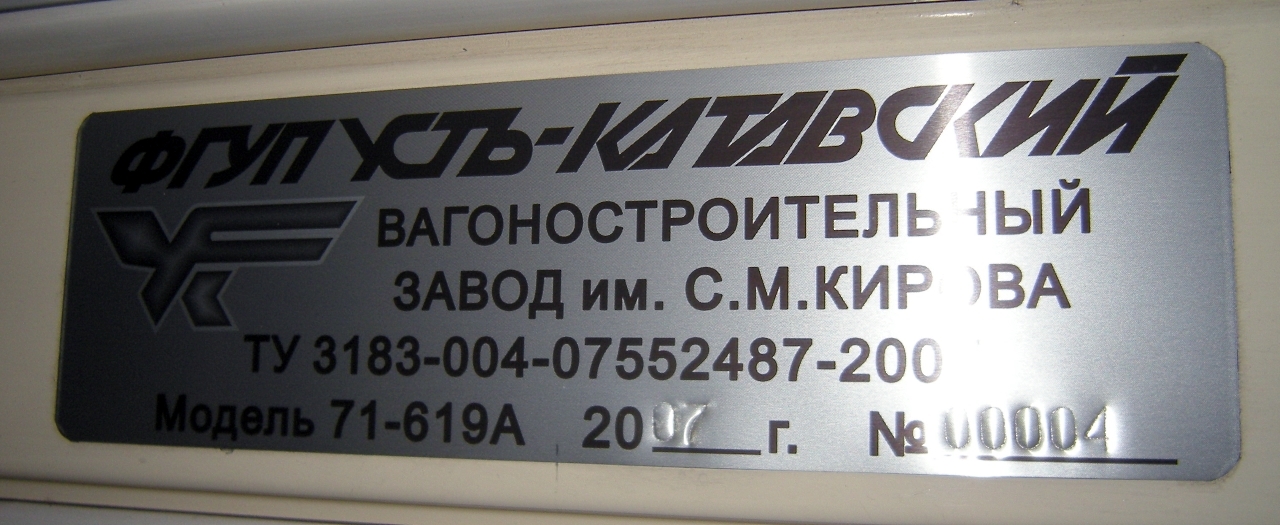 ФГУП УСТЬ-КАТАВСКИЙ
ВАГОНОСТРОИТЕЛЬНЫЙ
ЗАВОД им. С.М.КИРОВА
ТУ 3183-004-07552487-200
Модель 71-619А 2007 г. № 00004